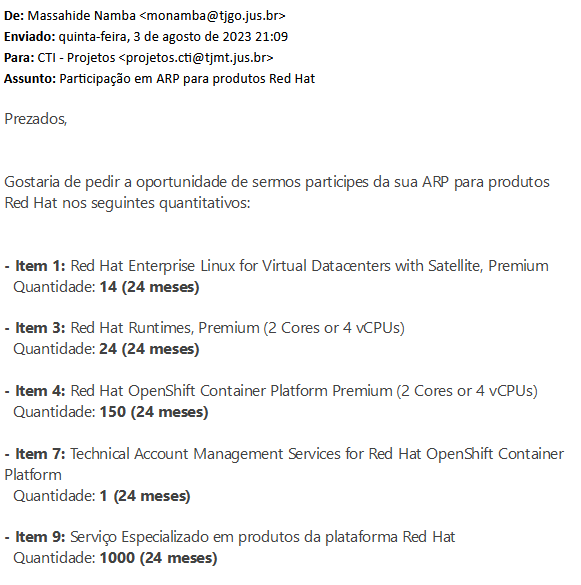 De: Massahide Namba <monamba@tjgo.jus.br>
Enviado: quinta-feira, 3 de agosto de 2023 21:09
Para: CTI - Projetos <projetos.cti@tjmt.jus.br>
Assunto: Participação em ARP para produtos Red Hat
Prezados,
Gostaria de pedir a oportunidade de sermos participes da sua ARP para produtos
Red Hat nos seguintes quantitativos:
- Item 1: Red Hat Enterprise Linux for Virtual Datacenters with Satellite, Premium
Quantidade: 14 (24 meses)
- Item 3: Red Hat Runtimes, Premium (2 Cores or 4 vCPUs)
Quantidade: 24 (24 meses)
- Item 4: Red Hat OpenShift Container Platform Premium (2 Cores or 4 vCPUs)
Quantidade: 150 (24 meses)
- Item 7: Technical Account Management Services for Red Hat OpenShift Container
Platform
Quantidade: 1 (24 meses)
- Item 9: Serviço Especializado em produtos da plataforma Red Hat
Quantidade: 1000 (24 meses)